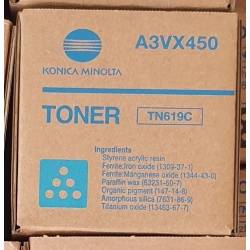 A3VX450
KONICA MINOLTA
TONER TN619C
Ingredients
Styrene acrylic resin
Ferrite:Iron oxide (1309-37-1)
Ferrite:Manganese oxide (1344-43-0)
Paraffin wax (63231-60-7)
Organic pigment (147-14-8)
Amorphous silica (7631-86-9)
Titanium oxide (13463-67-7)